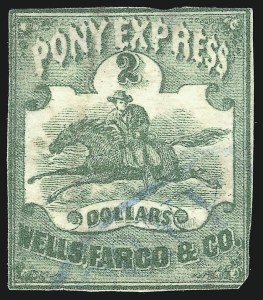 PONY EXPRESS
2
DOLLARS
WELLS, FARGO & CO.